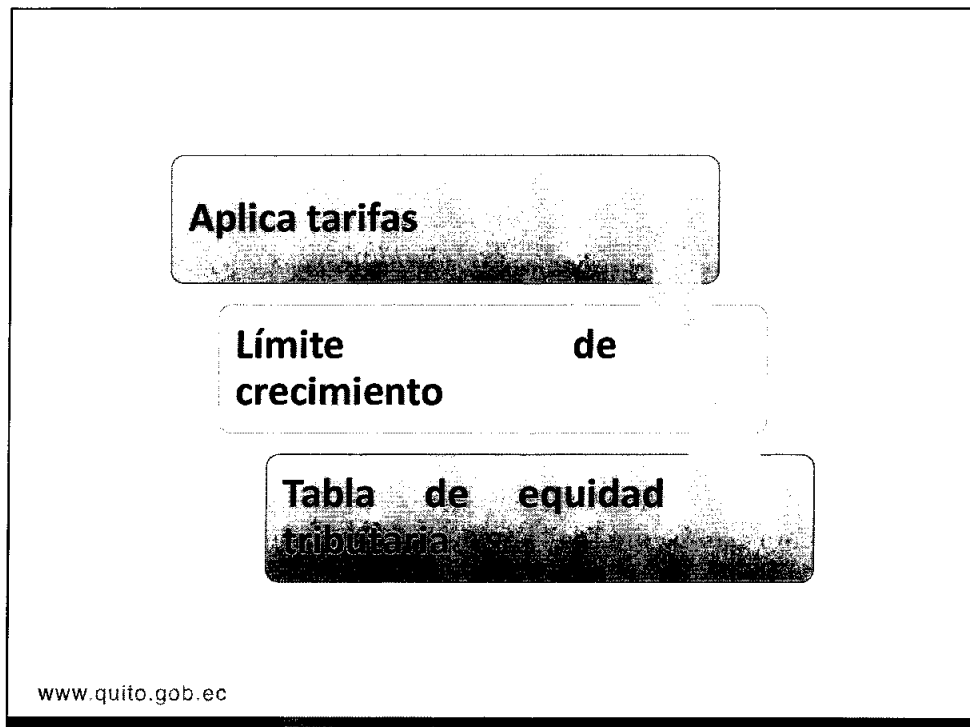 Aplica tarifas
Límite de
crecimiento
Tabla de equidad
tributaria
www.quito.gob.ec